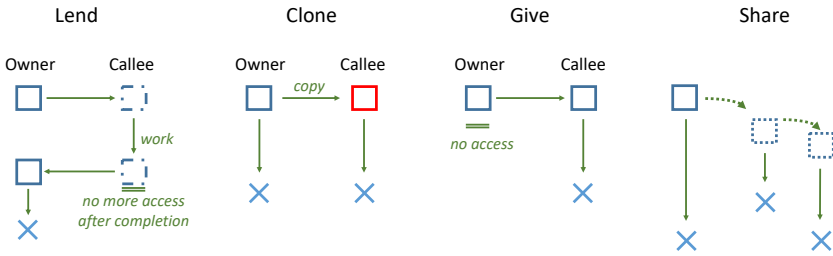 Lend
Clone
Give
Share
Owner
Callee
Owner
Callee
Owner
Callee
copy
work
no access
no more access
after completion